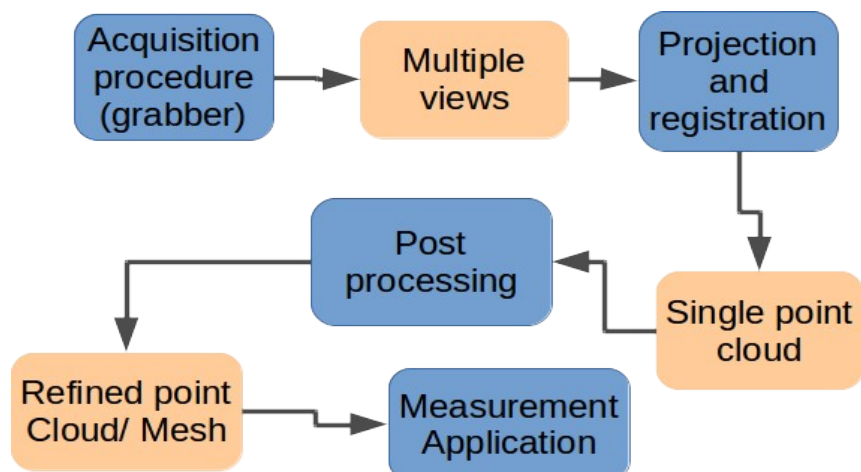 Acquisition
procedure
(grabber)
Multiple
views
Projection
and
registration
Single point
cloud
Post
processing
Refined point
Cloud/ Mesh
Measurement
Application